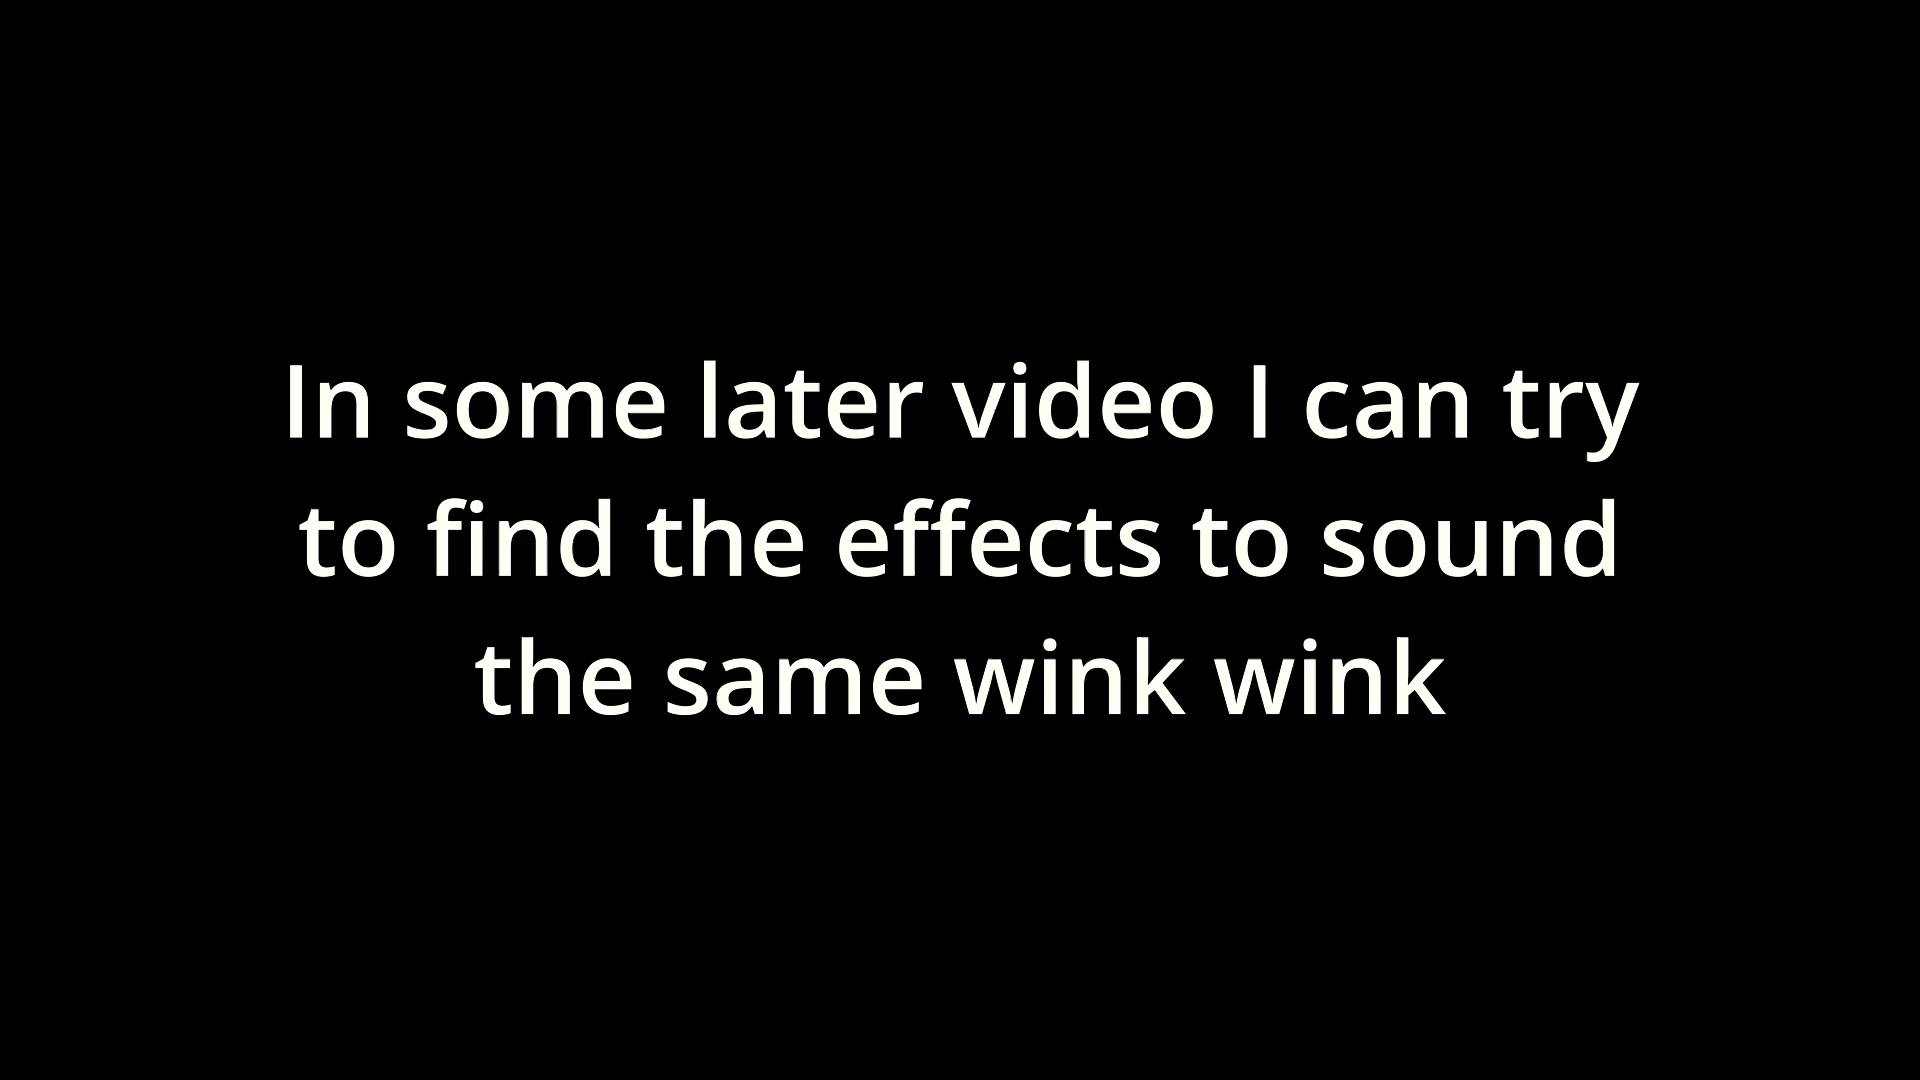 In some later video I can try
to find the effects to sound
the same wink wink